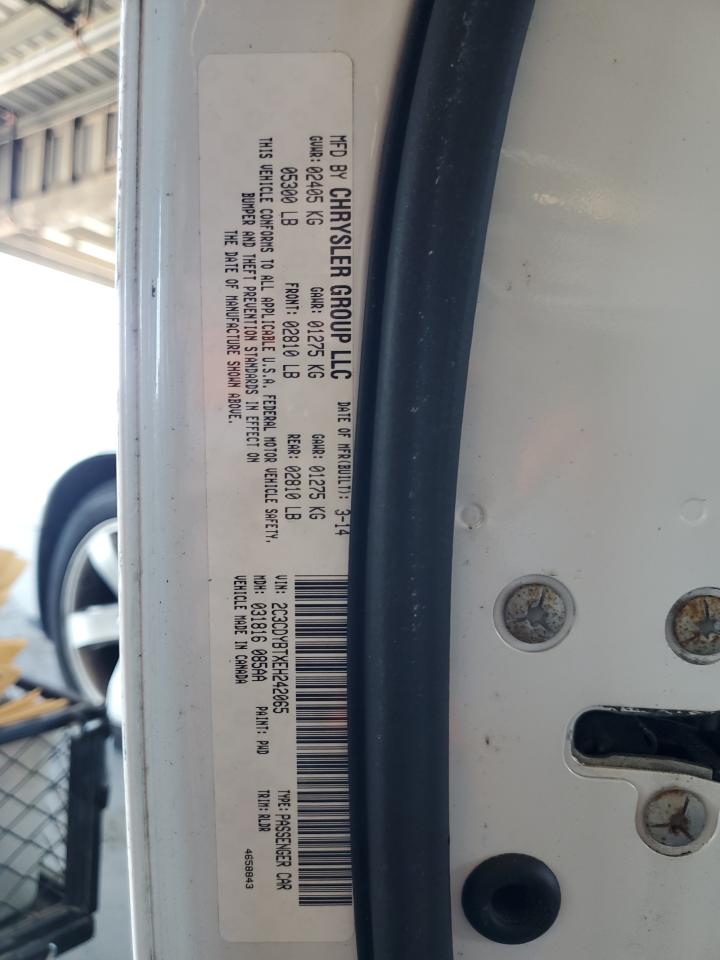 MFD BY CHRYSLER GROUP LLC DATE OF MFR(BUILT): 3-14
GVWR: 02405 KG GAWR: 01275 KG GAWR: 01275 KG
05300 LB FRONT: 02810 LB REAR: 02810 LB
THIS VEHICLE CONFORMS TO ALL APPLICABLE U.S.A. FEDERAL MOTOR VEHICLE SAFETY,
BUMPER AND THEFT PREVENTION STANDARDS IN EFFECT ON
THE DATE OF MANUFACTURE SHOWN ABOVE.
VIN: 2C3CDYBTXEH242065 TYPE: PASSENGER CAR
MDH: 031816 085AA PAINT: PWD TRIM: RLDR
VEHICLE MADE IN CANADA 4658843